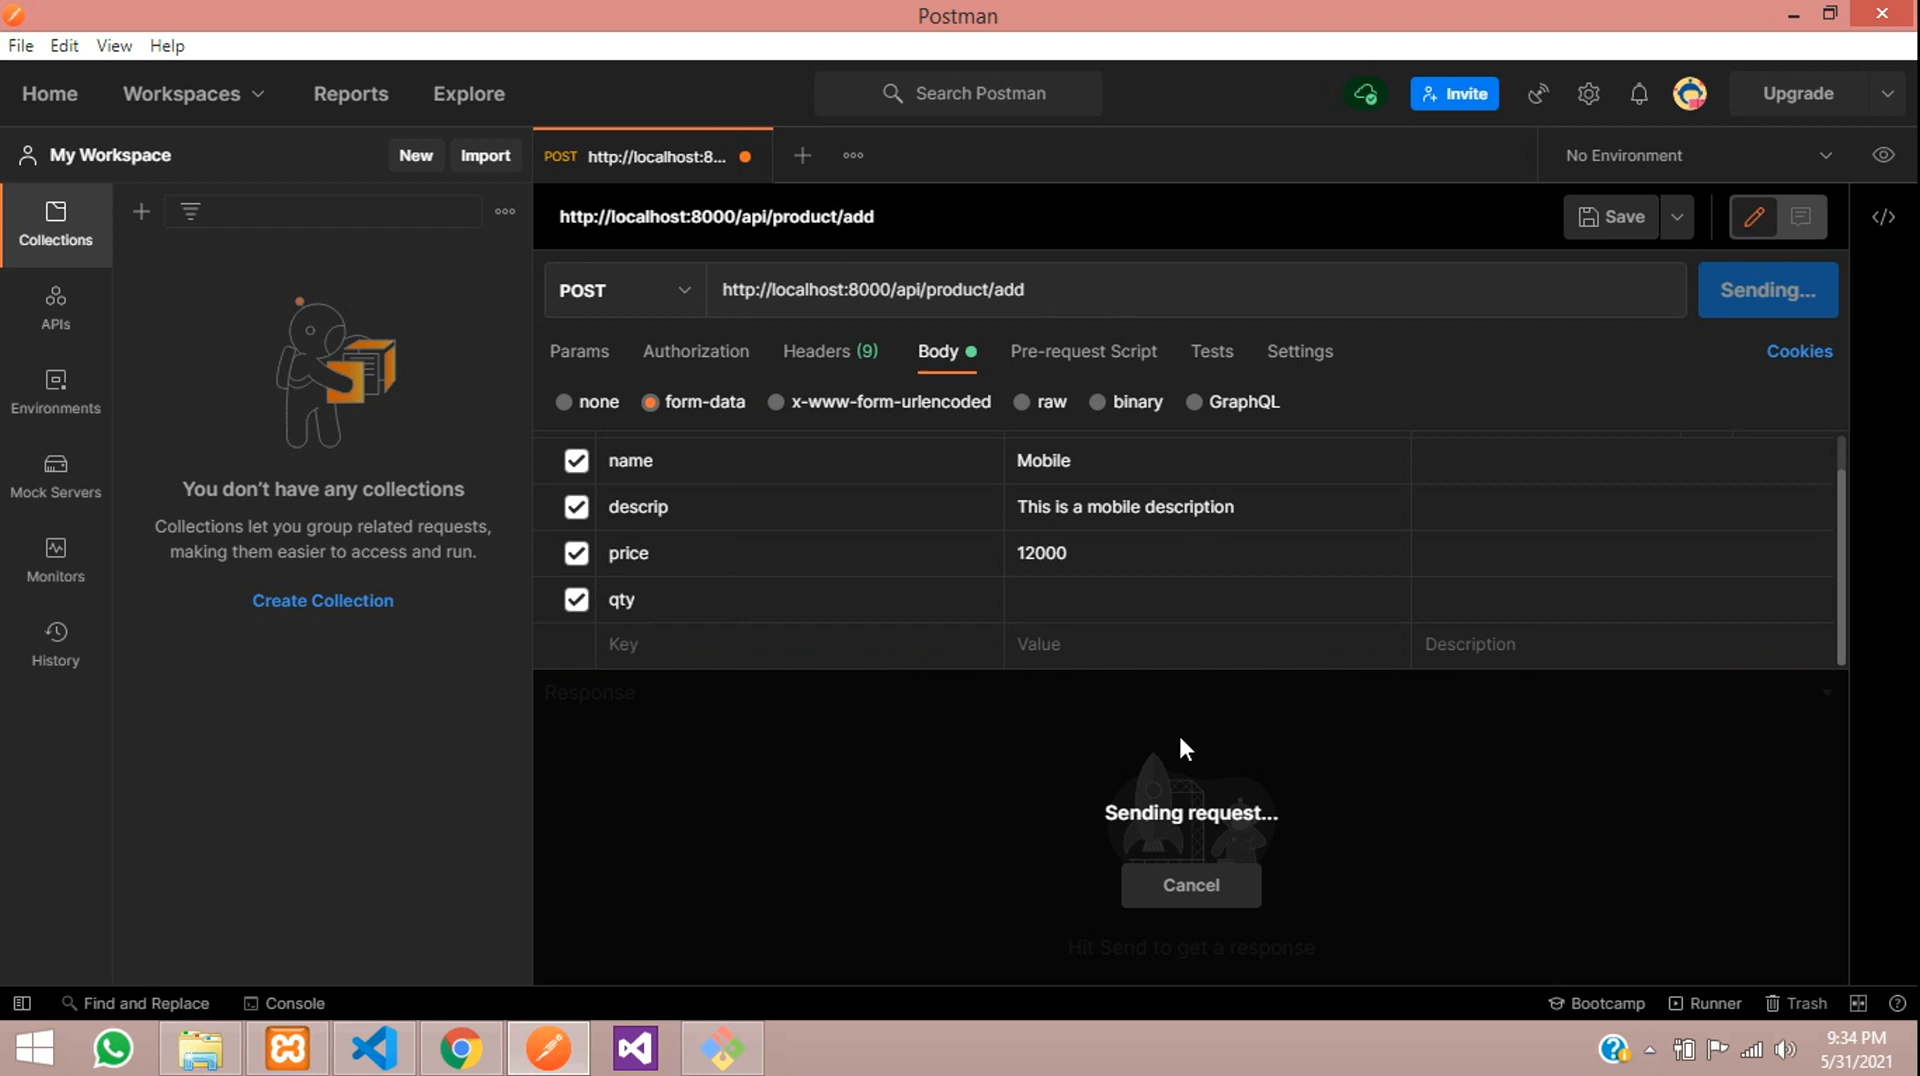 Postman
File Edit View Help
Home Workspaces Reports Explore Search Postman Invite Upgrade
My Workspace New Import POST http://localhost:8... No Environment
Collections
http://localhost:8000/api/product/add Save
POST http://localhost:8000/api/product/add Sending...
APIs
Params Authorization Headers (9) Body Pre-request Script Tests Settings Cookies
Environments
none form-data x-www-form-urlencoded raw binary GraphQL
name Mobile
Mock Servers
You don't have any collections
descrip This is a mobile description
Collections let you group related requests,
making them easier to access and run.
price 12000
Monitors
Create Collection
qty
Key Value Description
History
Response
Sending request...
Cancel
Hit Send to get a response
Find and Replace Console Bootcamp Runner Trash
9:34 PM
5/31/2021